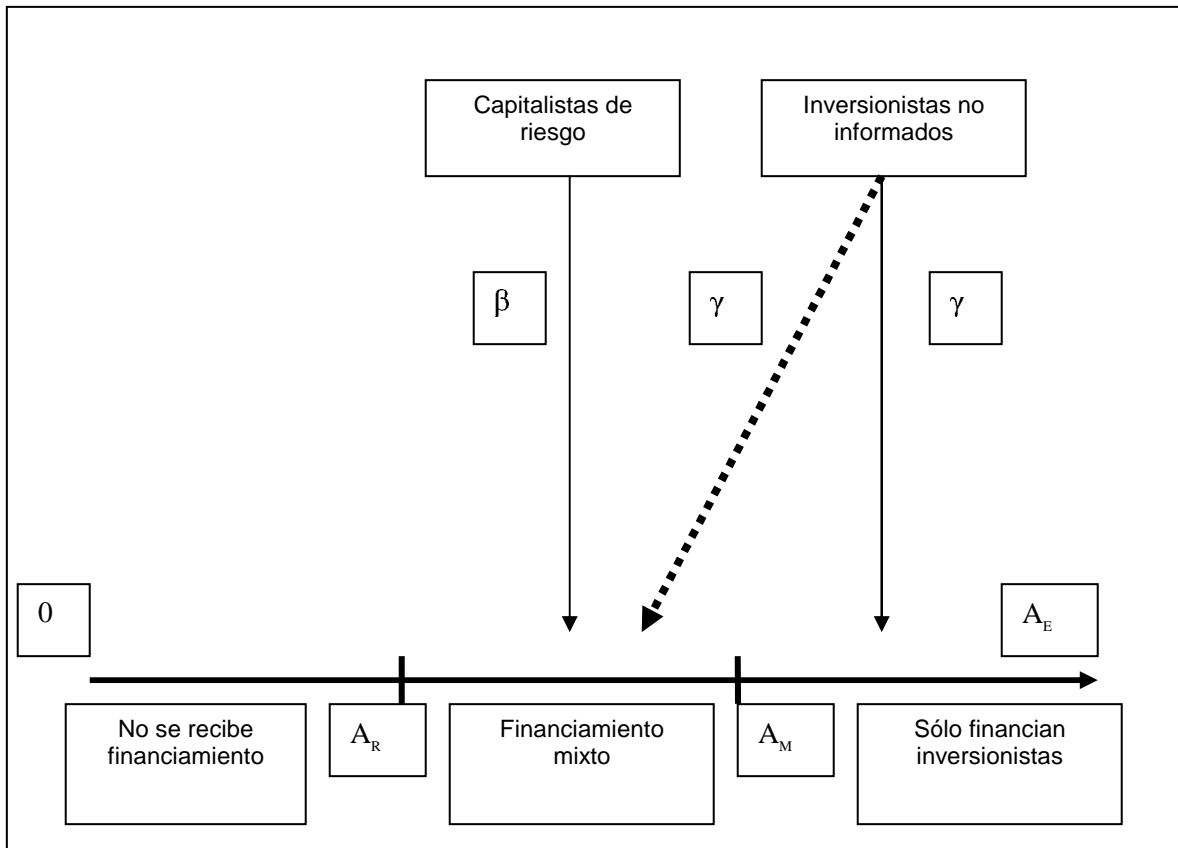 Capitalistas de
riesgo
Inversionistas no
informados
β
γ
γ
0
A_E
No se recibe
financiamiento
A_R
Financiamiento
mixto
A_M
Sólo financian
inversionistas